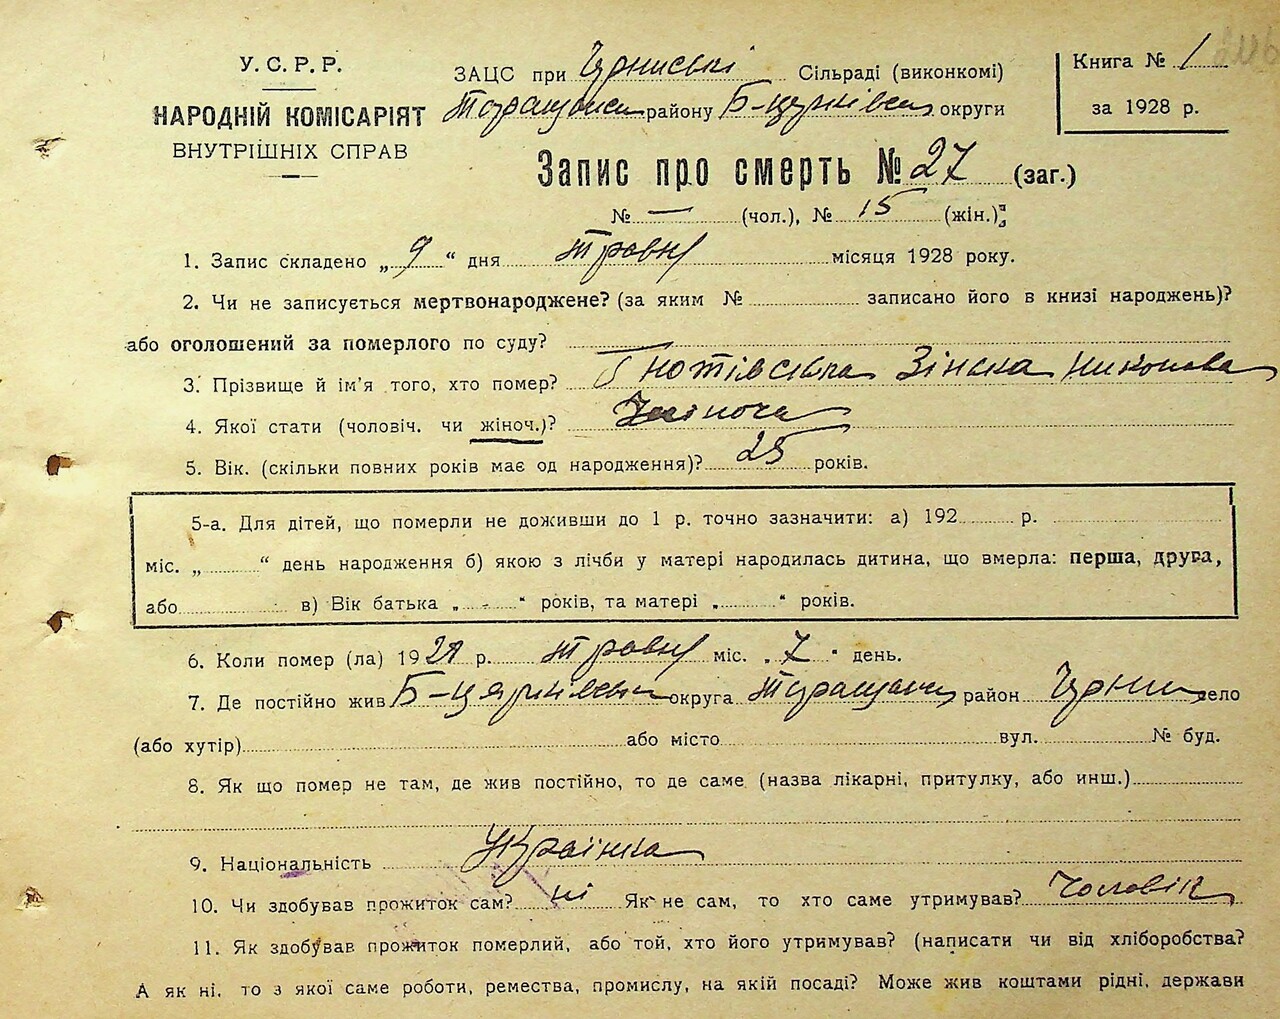 У. С. Р. Р.
НАРОДНІЙ КОМІСАРІЯТ
ВНУТРІШНІХ СПРАВ
ЗАЦС при Сільраді (виконкомі)
Таращанськ району Б-церківськ округи
Книга № 1
за 1928 р.
Запис про смерть № 27 (заг.)
№ — (чол.), № 15 (жін.)
1. Запис складено „ 9 “ дня травня місяця 1928 року.
2. Чи не записується мертвонароджене? (за яким № записано його в книзі народжень)?
або оголошений за померлого по суду?
3. Прізвище й ім'я того, хто помер? Гнотівська Зінька Никонова
4. Якої стати (чоловіч. чи жіноч.)? Жіноча
5. Вік. (скільки повних років має од народження)? 25 років.
5-а. Для дітей, що померли не доживши до 1 р. точно зазначити: а) 192 р.
міс. „ “ день народження б) якою з лічби у матері народилась дитина, що вмерла: перша, друга,
або в) Вік батька „ “ років, та матері „ “ років.
6. Коли помер (ла) 1928 р. травня міс. „ 7 “ день.
7. Де постійно жив Б-церківськ округа Таращанськ район село
(або хутір) або місто вул. № буд.
8. Як що помер не там, де жив постійно, то де саме (назва лікарні, притулку, або инш.)
9. Національність Українка
10. Чи здобував прожиток сам? ні Як не сам, то хто саме утримував? Чоловік
11. Як здобував прожиток померлий, або той, хто його утримував? (написати чи від хліборобства?
А як ні, то з якої саме роботи, ремества, промислу, на якій посаді? Може жив коштами рідні, держави